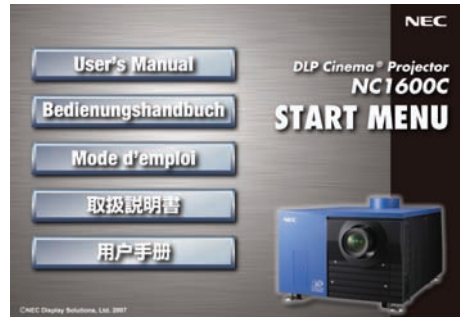 NEC
User's Manual
Bedienungshandbuch
Mode d'emploi
取扱説明書
用户手册
DLP Cinema® Projector
NC1600C
START MENU
NEC
©NEC Display Solutions, Ltd. 2007